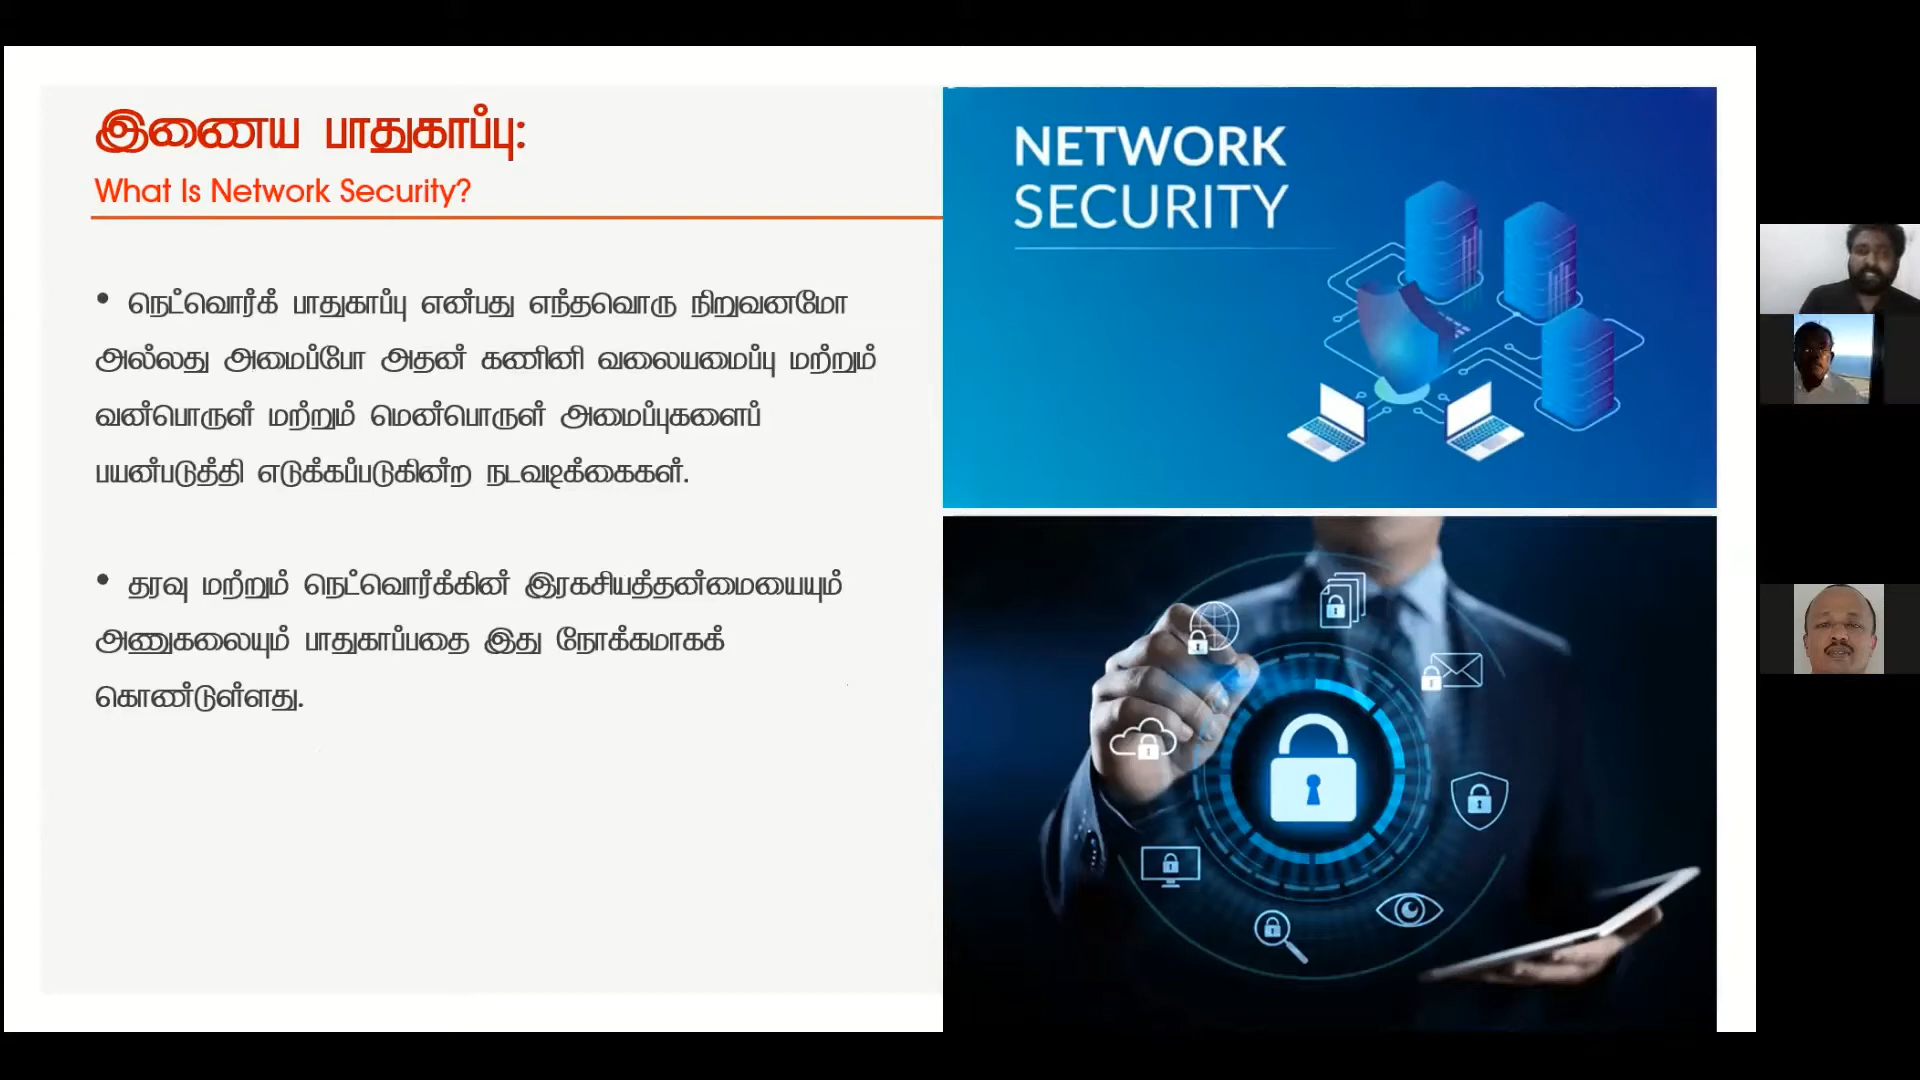 இணைய பாதுகாப்பு:
What Is Network Security?
• நெட்வொர்க் பாதுகாப்பு என்பது எந்தவொரு நிறுவனமோ
அல்லது அமைப்போ அதன் கணினி வலையமைப்பு மற்றும்
வன்பொருள் மற்றும் மென்பொருள் அமைப்புகளைப்
பயன்படுத்தி எடுக்கப்படுகின்ற நடவடிக்கைகள்.
• தரவு மற்றும் நெட்வொர்க்கின் இரகசியத்தன்மையையும்
அணுகலையும் பாதுகாப்பதை இது நோக்கமாகக்
கொண்டுள்ளது.
NETWORK
SECURITY